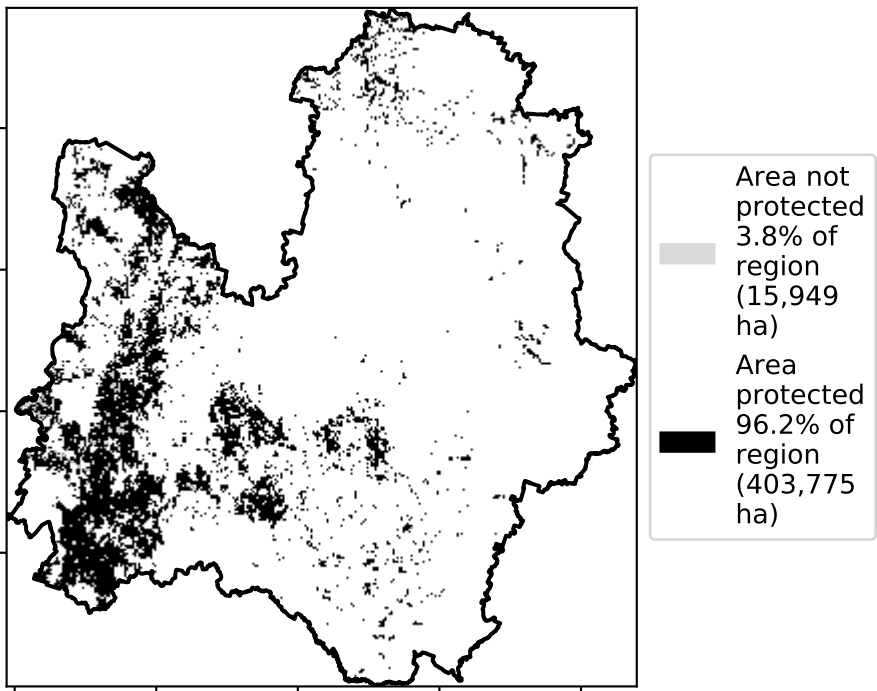 Area not
protected
3.8% of
region
(15,949
ha)
Area
protected
96.2% of
region
(403,775
ha)